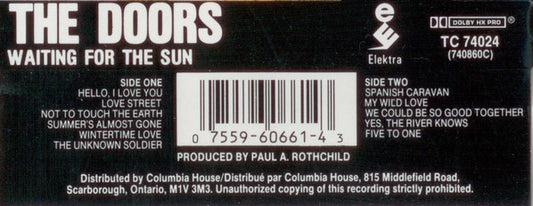 THE DOORS
WAITING FOR THE SUN
e
Elektra
DOLBY HX PRO
TC 74024
(740860C)
SIDE ONE
HELLO, I LOVE YOU
LOVE STREET
NOT TO TOUCH THE EARTH
SUMMER'S ALMOST GONE
WINTERTIME LOVE
THE UNKNOWN SOLDIER
0 7559-60661-4 3
PRODUCED BY PAUL A. ROTHCHILD
SIDE TWO
SPANISH CARAVAN
MY WILD LOVE
WE COULD BE SO GOOD TOGETHER
YES, THE RIVER KNOWS
FIVE TO ONE
Distributed by Columbia House/Distribué par Columbia House, 815 Middlefield Road,
Scarborough, Ontario, M1V 3M3. Unauthorized copying of this recording strictly prohibited.